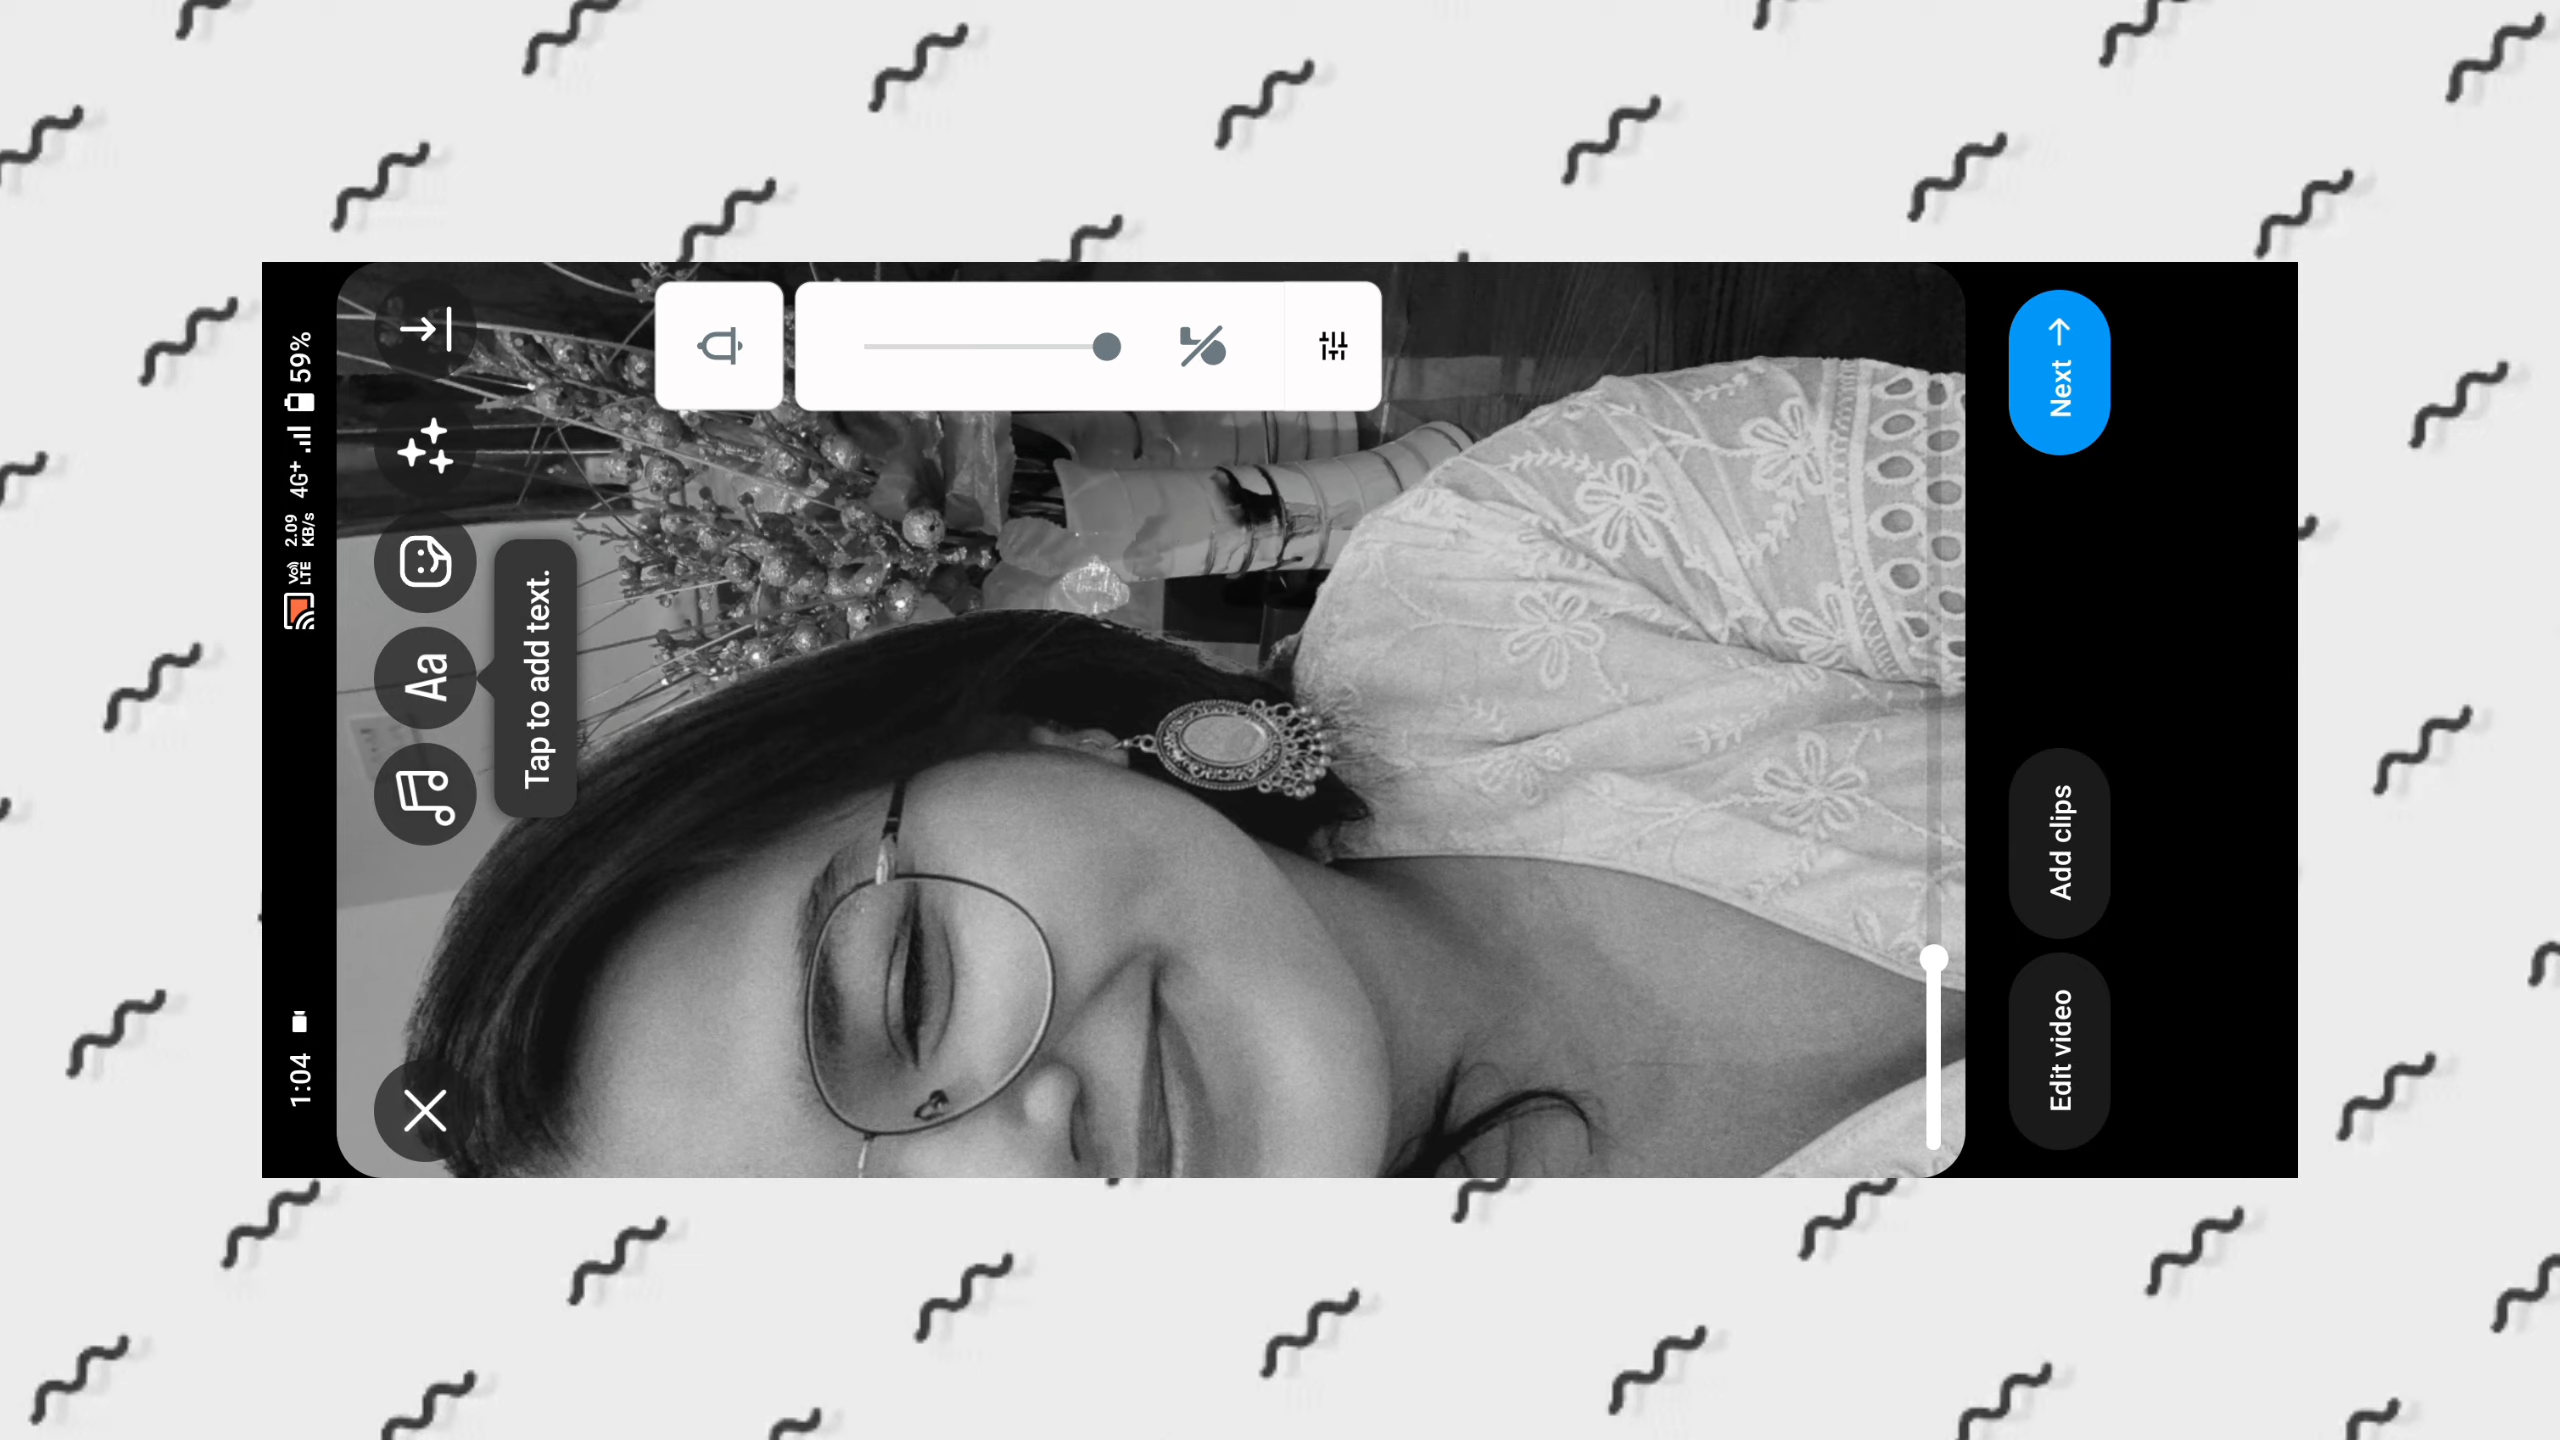 1:04
Vo)) LTE 2.09 KB/s 4G+ 59%
Aa
Tap to add text.
Edit video
Add clips
Next →